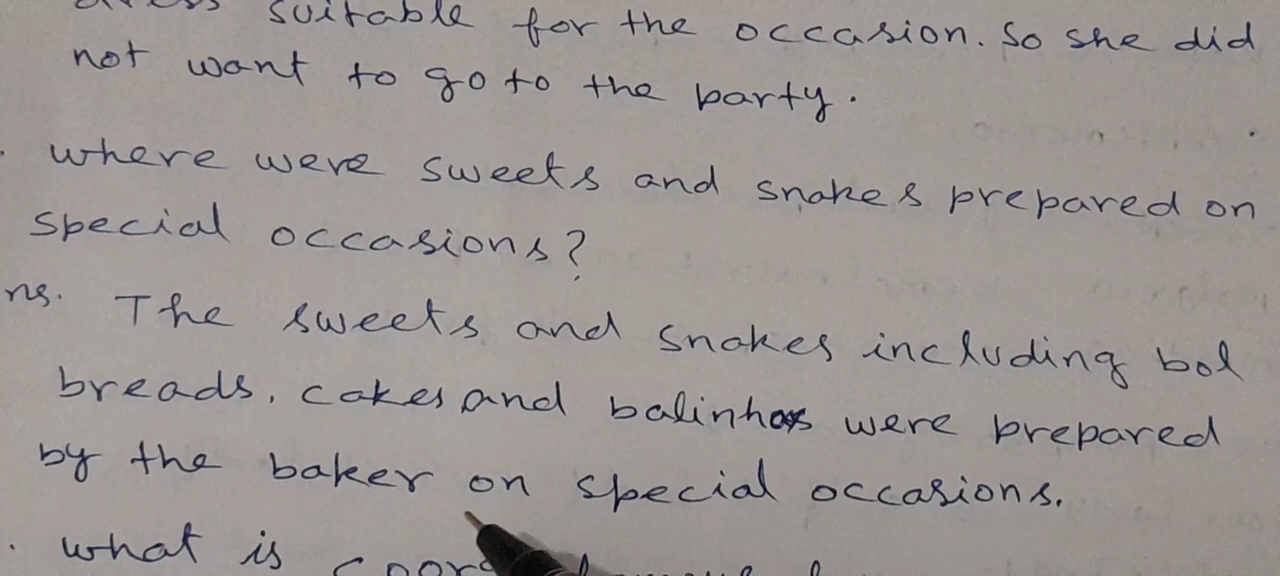 suitable for the occasion. So she did
not want to go to the party.
where were sweets and snakes prepared on
special occasions?
ns. The sweets and snakes including bol
breads, cakes and balinhas were prepared
by the baker on special occasions.
what is